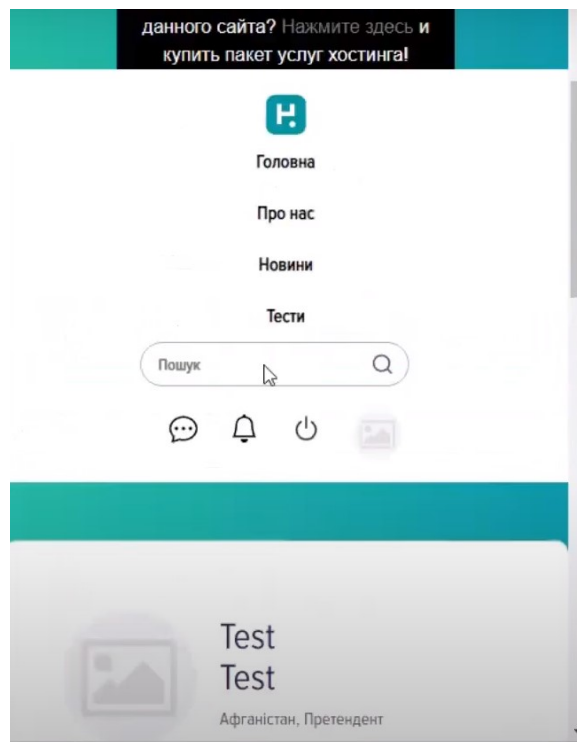 данного сайта? Нажмите здесь и
купить пакет услуг хостинга!
H.
Головна
Про нас
Новини
Тести
Пошук
Test
Test
Афганістан, Претендент